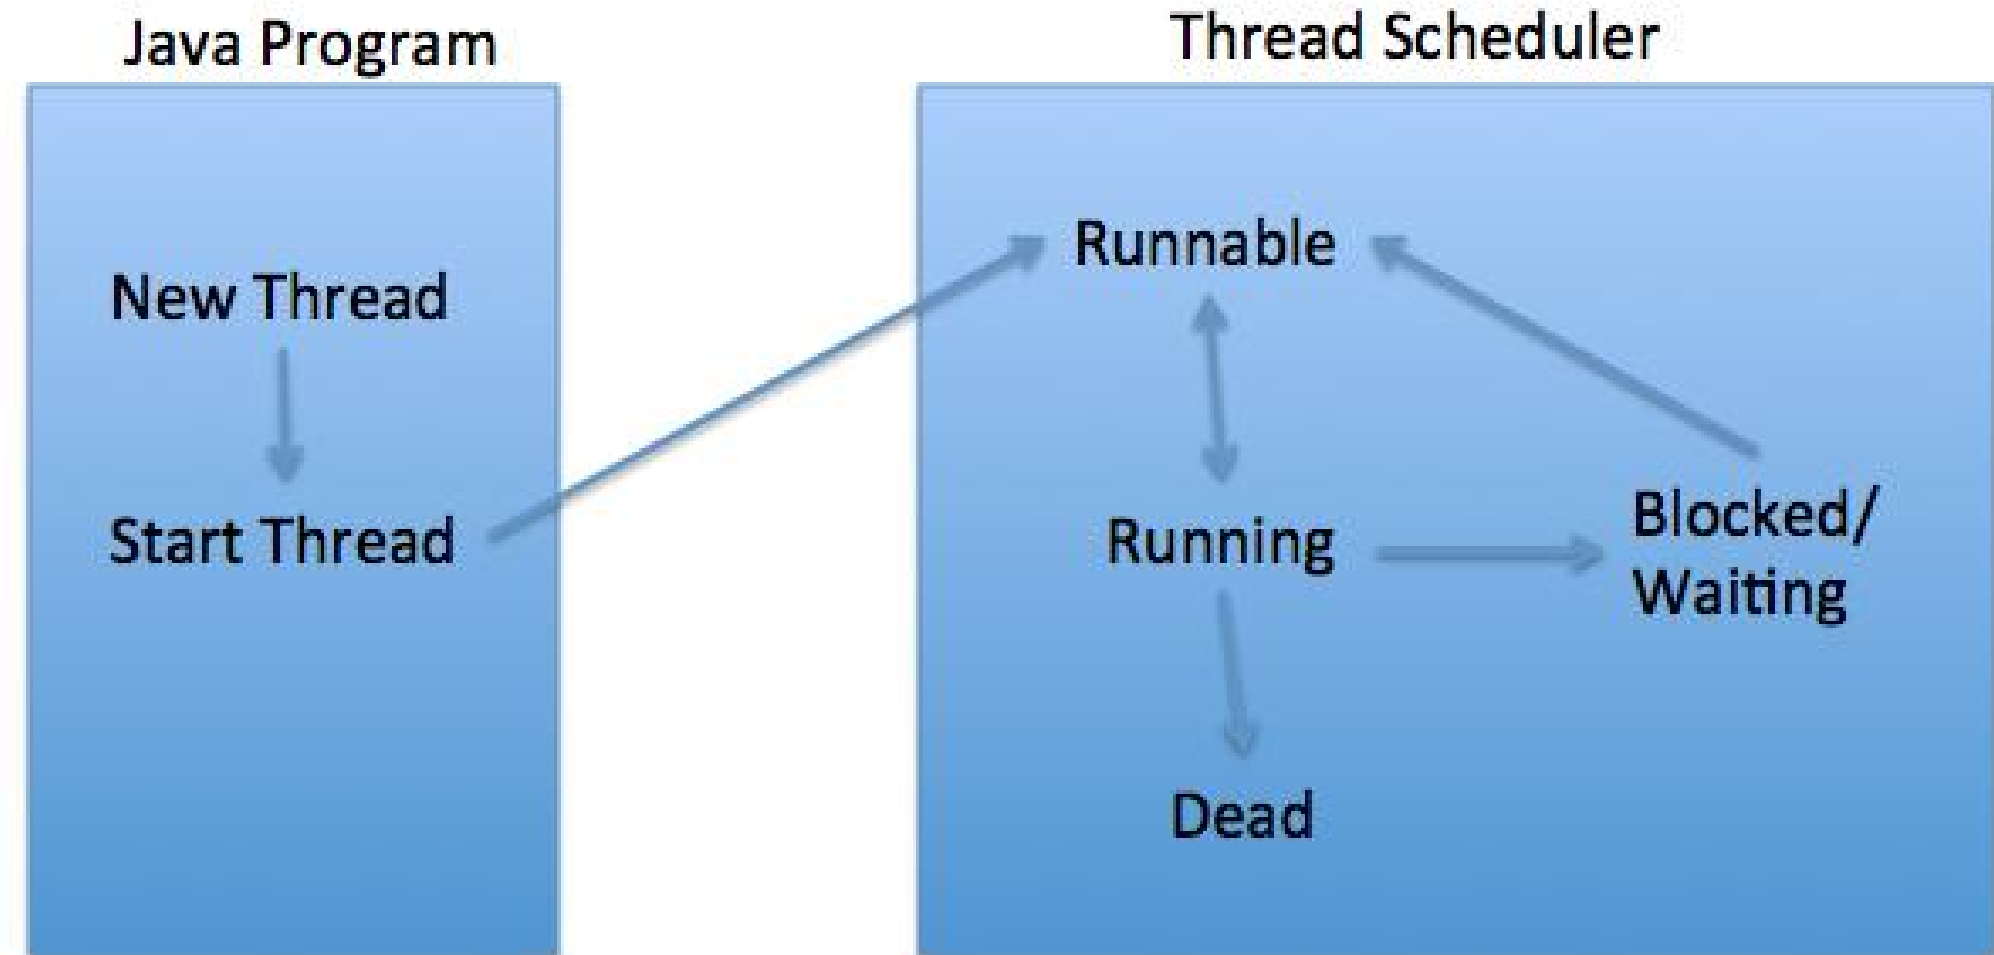 Java Program
New Thread
Start Thread
Thread Scheduler
Runnable
Running
Blocked/
Waiting
Dead